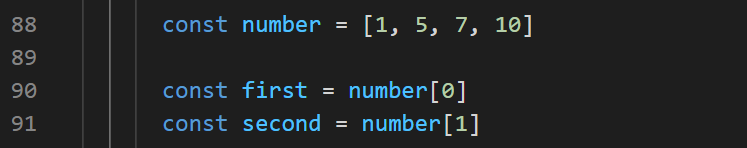 88 const number = [1, 5, 7, 10]
89
90 const first = number[0]
91 const second = number[1]